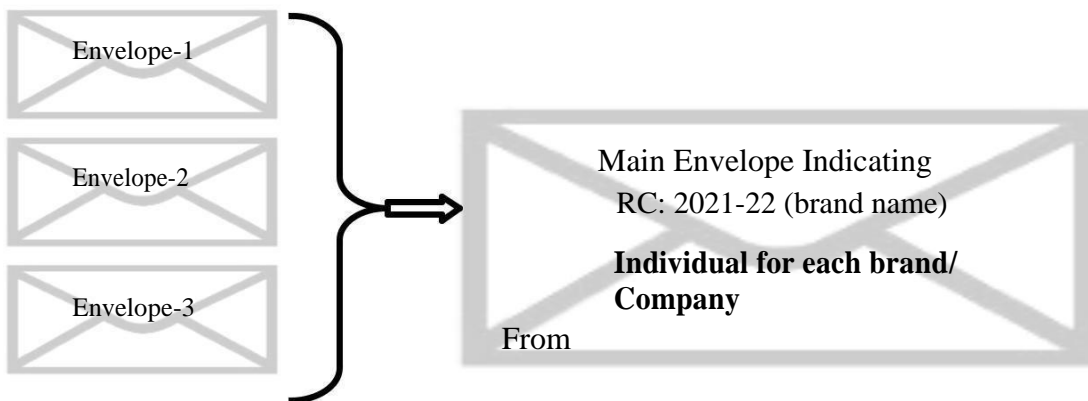 Envelope-1
Envelope-2
Envelope-3
Main Envelope Indicating
RC: 2021-22 (brand name)
Individual for each brand/
Company
From